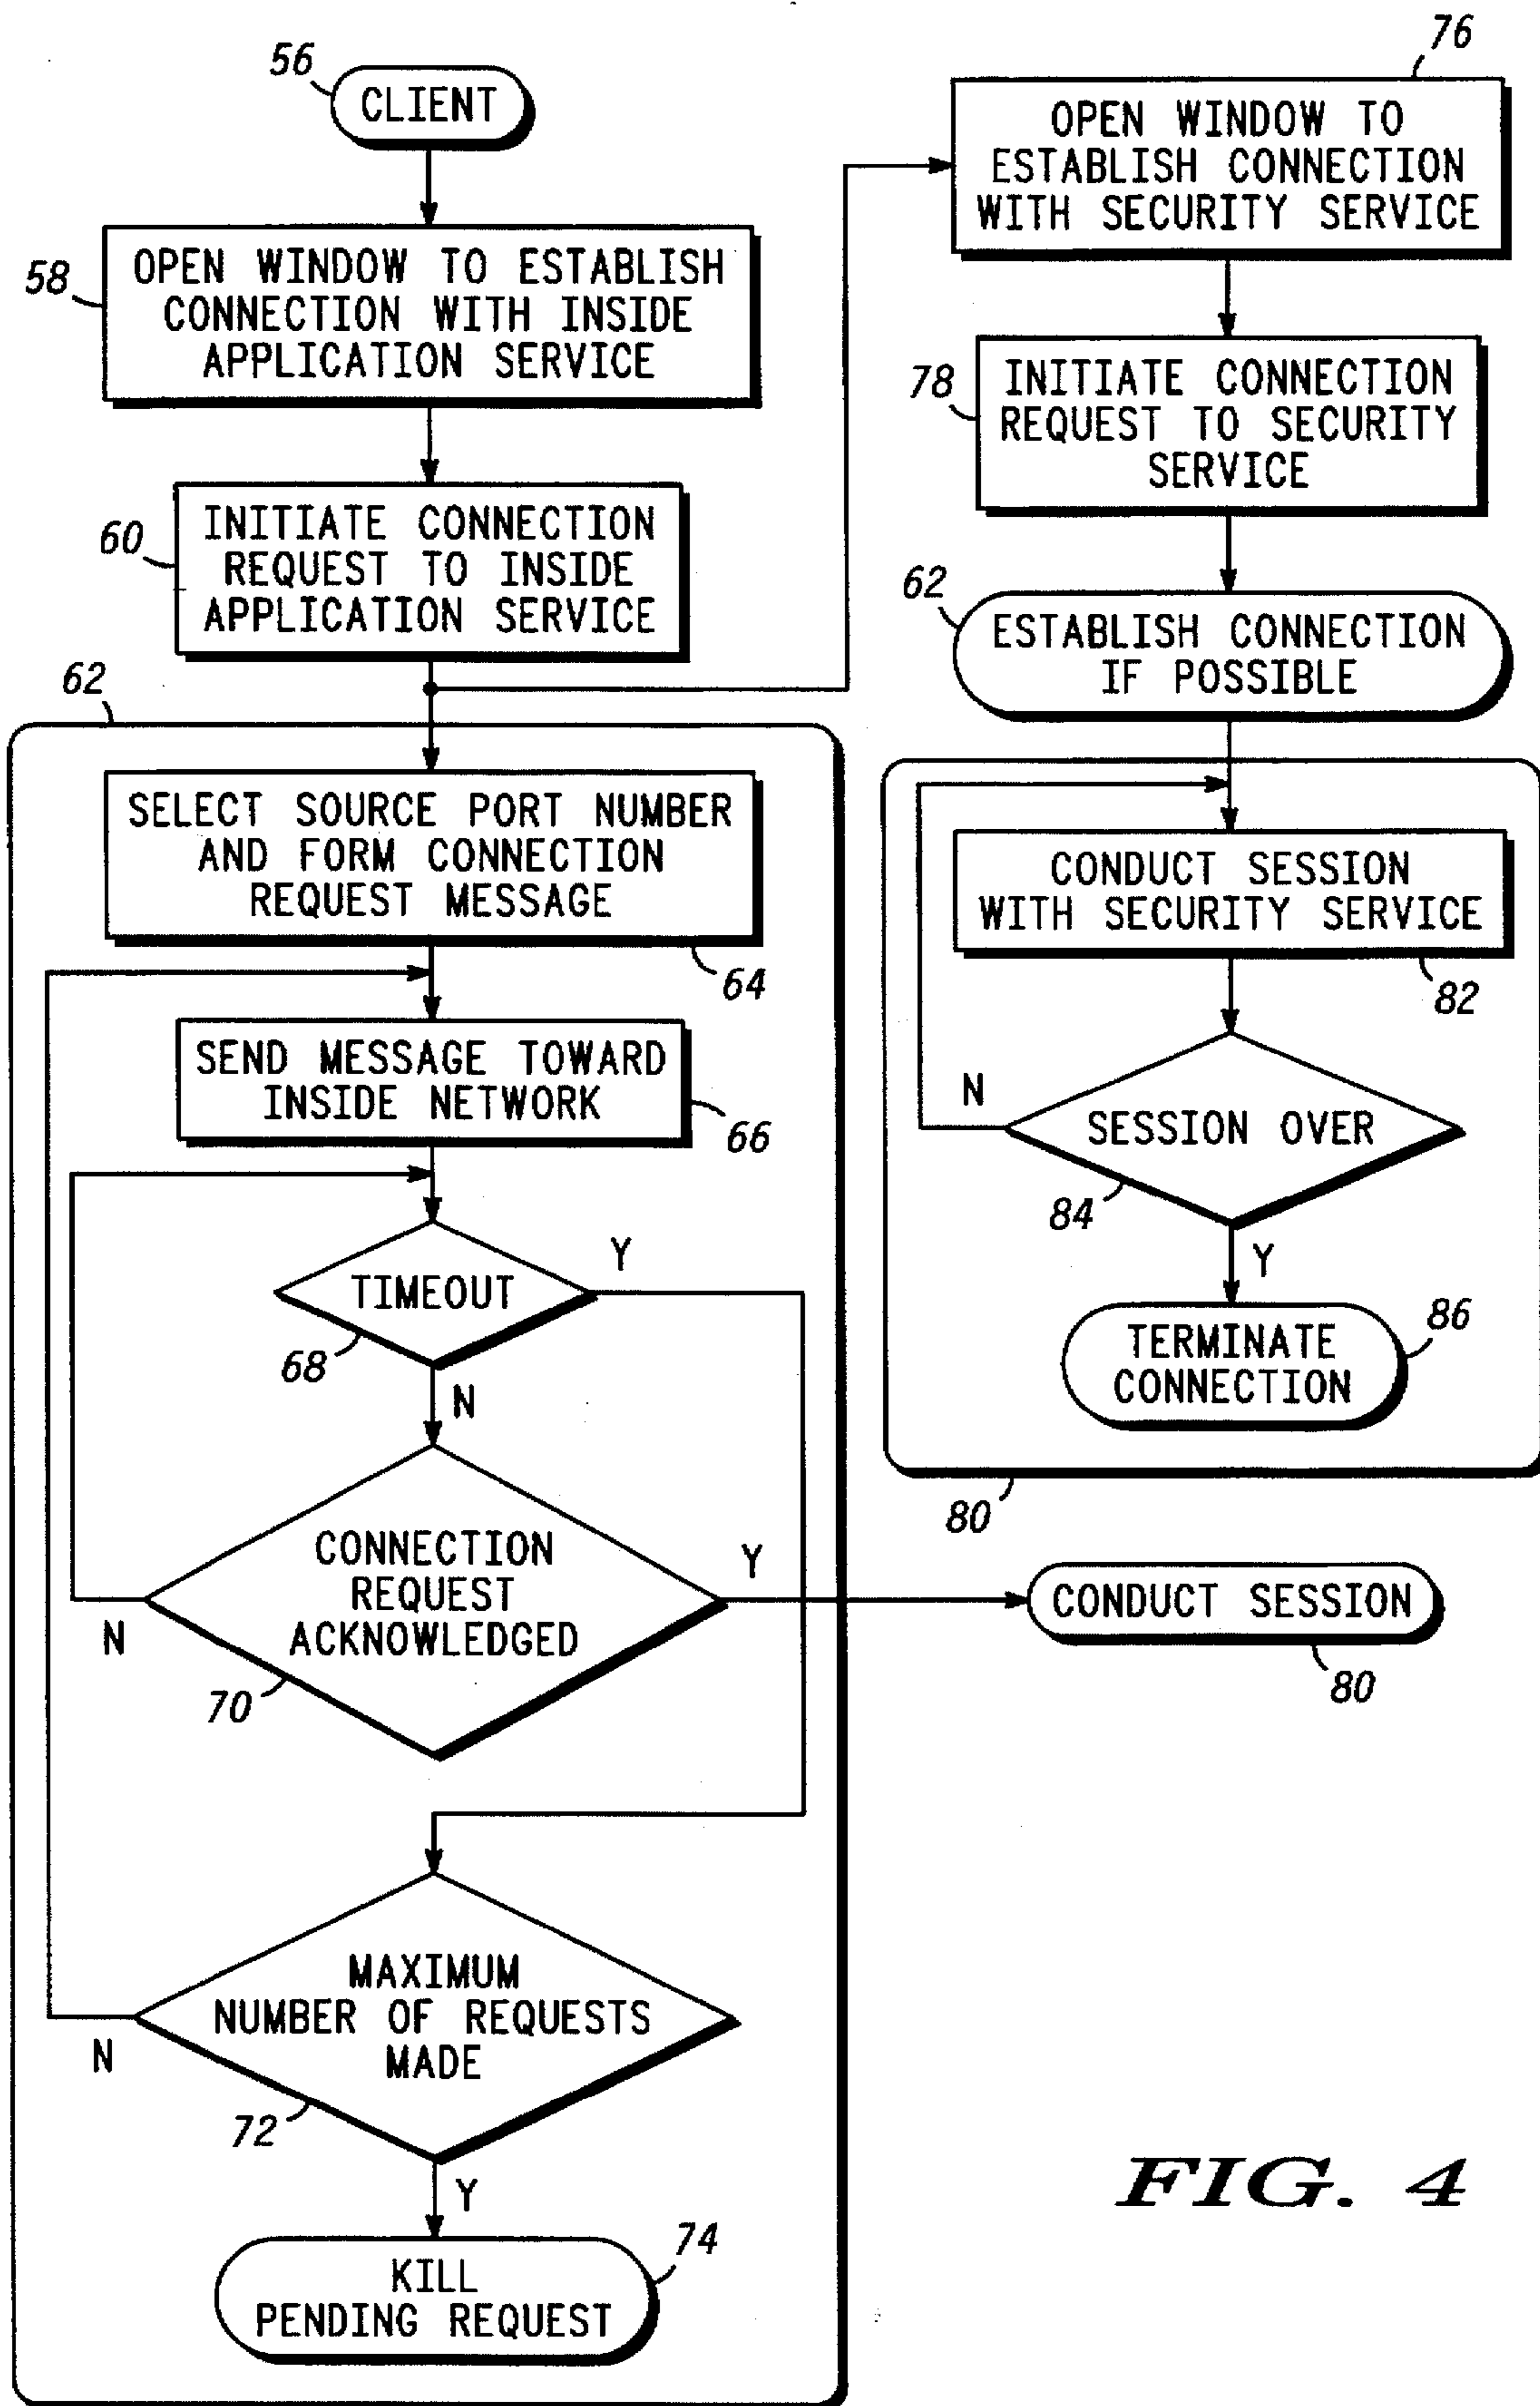 56
CLIENT
58
OPEN WINDOW TO ESTABLISH
CONNECTION WITH INSIDE
APPLICATION SERVICE
60
INITIATE CONNECTION
REQUEST TO INSIDE
APPLICATION SERVICE
62
SELECT SOURCE PORT NUMBER
AND FORM CONNECTION
REQUEST MESSAGE
64
SEND MESSAGE TOWARD
INSIDE NETWORK
66
TIMEOUT
Y
68
N
CONNECTION
REQUEST
ACKNOWLEDGED
Y
N
70
MAXIMUM
NUMBER OF REQUESTS
MADE
N
72
Y
KILL
PENDING REQUEST
74
76
OPEN WINDOW TO
ESTABLISH CONNECTION
WITH SECURITY SERVICE
78
INITIATE CONNECTION
REQUEST TO SECURITY
SERVICE
62
ESTABLISH CONNECTION
IF POSSIBLE
CONDUCT SESSION
WITH SECURITY SERVICE
82
N
SESSION OVER
84
Y
TERMINATE
CONNECTION
86
80
CONDUCT SESSION
80
FIG. 4